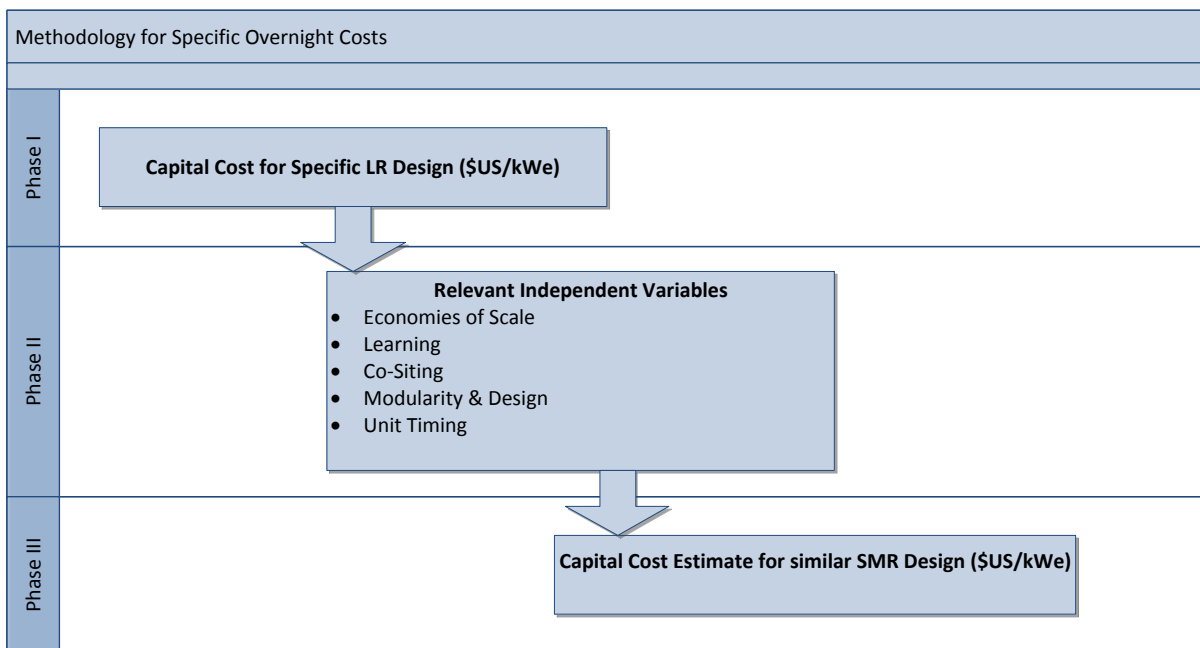 Methodology for Specific Overnight Costs
Phase I
Capital Cost for Specific LR Design ($US/kWe)
Phase II
Relevant Independent Variables
• Economies of Scale
• Learning
• Co-Siting
• Modularity & Design
• Unit Timing
Phase III
Capital Cost Estimate for similar SMR Design ($US/kWe)